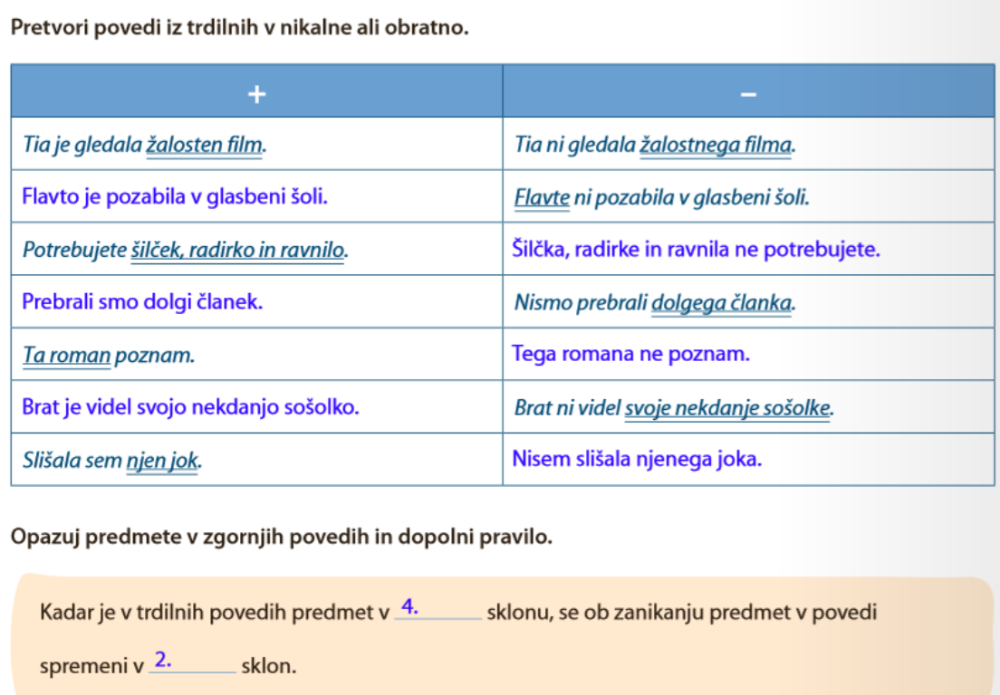 Pretvori povedi iz trdilnih v nikalne ali obratno.
+ –
Tia je gledala žalosten film. Tia ni gledala žalostnega filma.
Flavto je pozabila v glasbeni šoli. Flavte ni pozabila v glasbeni šoli.
Potrebujete šilček, radirko in ravnilo. Šilčka, radirke in ravnila ne potrebujete.
Prebrali smo dolgi članek. Nismo prebrali dolgega članka.
Ta roman poznam. Tega romana ne poznam.
Brat je videl svojo nekdanjo sošolko. Brat ni videl svoje nekdanje sošolke.
Slišala sem njen jok. Nisem slišala njenega joka.
Opazuj predmete v zgornjih povedih in dopolni pravilo.
Kadar je v trdilnih povedih predmet v 4. sklonu, se ob zanikanju predmet v povedi
spremeni v 2. sklon.